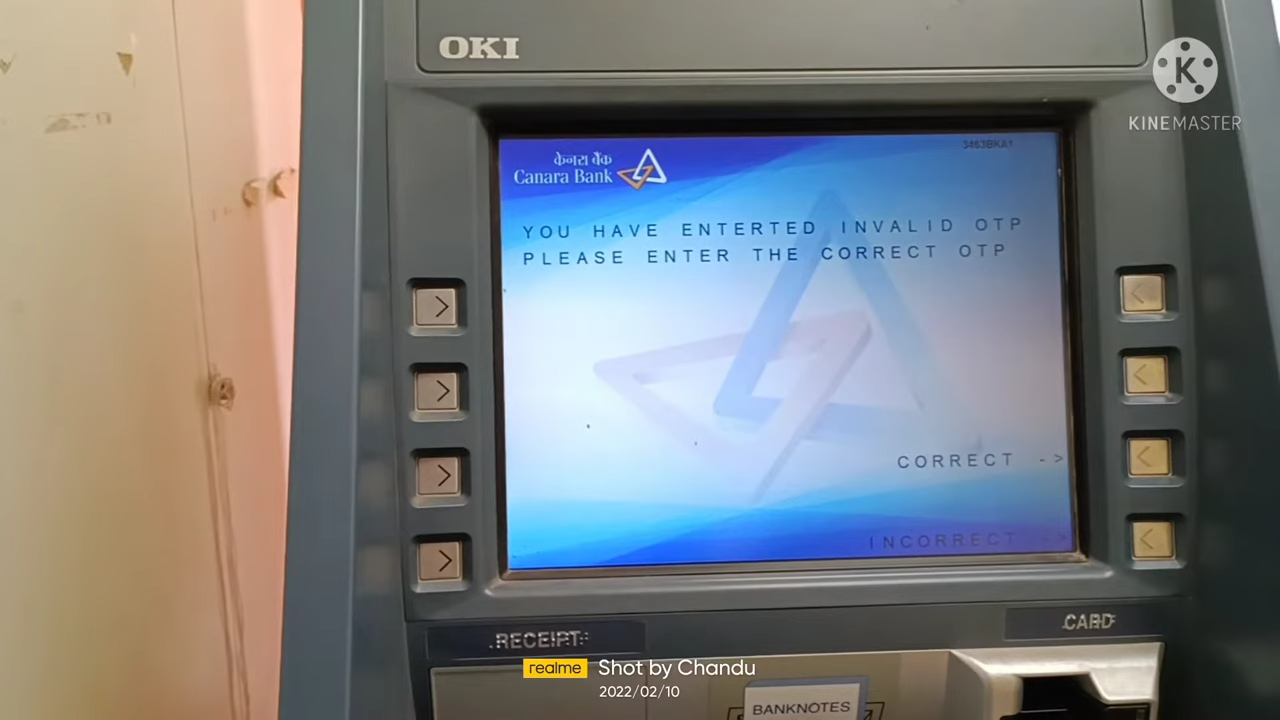 OKI
K
KINEMASTER
3463BKA1
केनरा बैंक
Canara Bank
YOU HAVE ENTERTED INVALID OTP
PLEASE ENTER THE CORRECT OTP
CORRECT ->
INCORRECT ->
RECEIPT
CARD
realme Shot by Chandu
2022/02/10
BANKNOTES